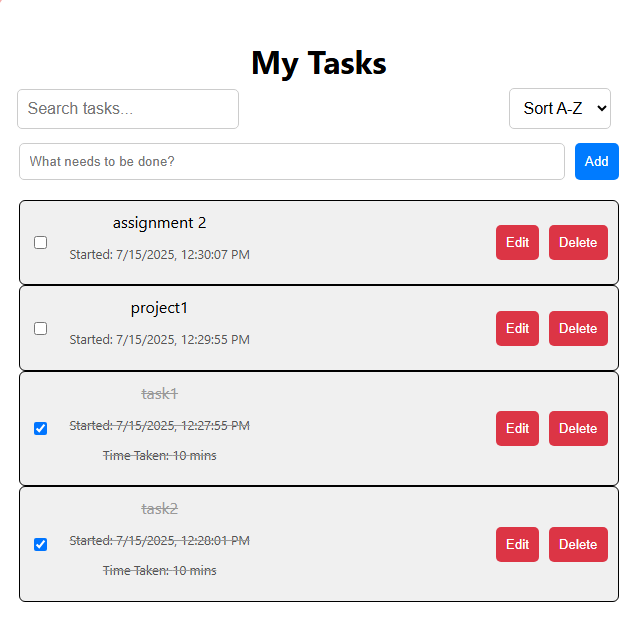 My Tasks
Search tasks...
Sort A-Z
What needs to be done?
Add
assignment 2
Started: 7/15/2025, 12:30:07 PM
Edit
Delete
project1
Started: 7/15/2025, 12:29:55 PM
Edit
Delete
task1
Started: 7/15/2025, 12:27:55 PM
Time Taken: 10 mins
Edit
Delete
task2
Started: 7/15/2025, 12:28:01 PM
Time Taken: 10 mins
Edit
Delete